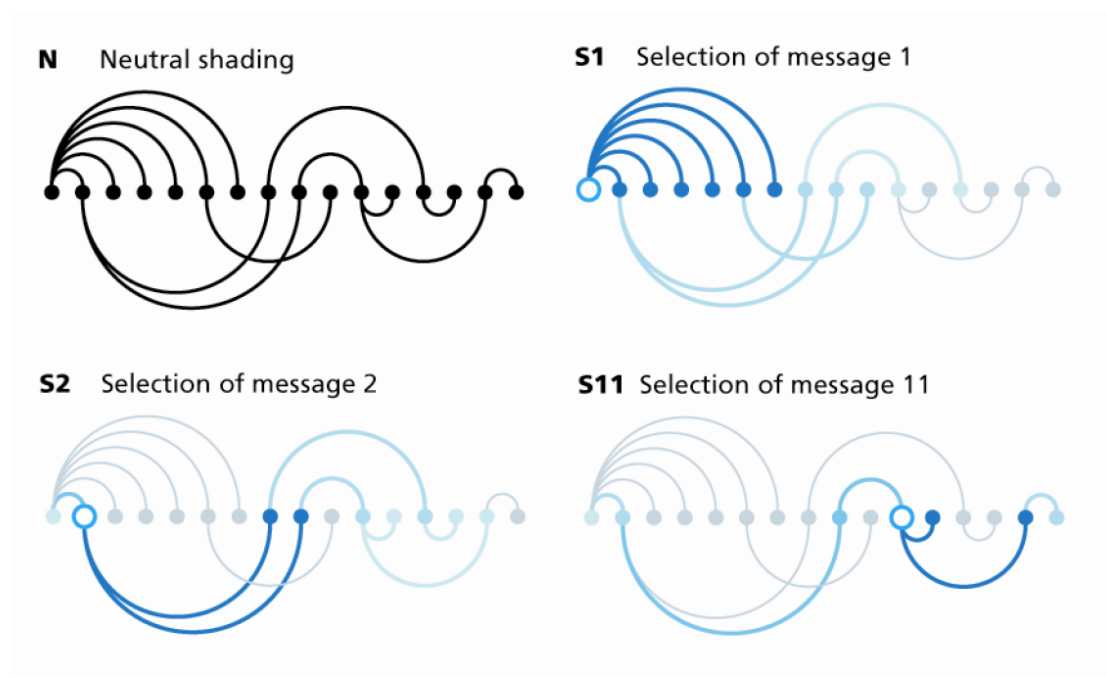 N Neutral shading
S1 Selection of message 1
S2 Selection of message 2
S11 Selection of message 11